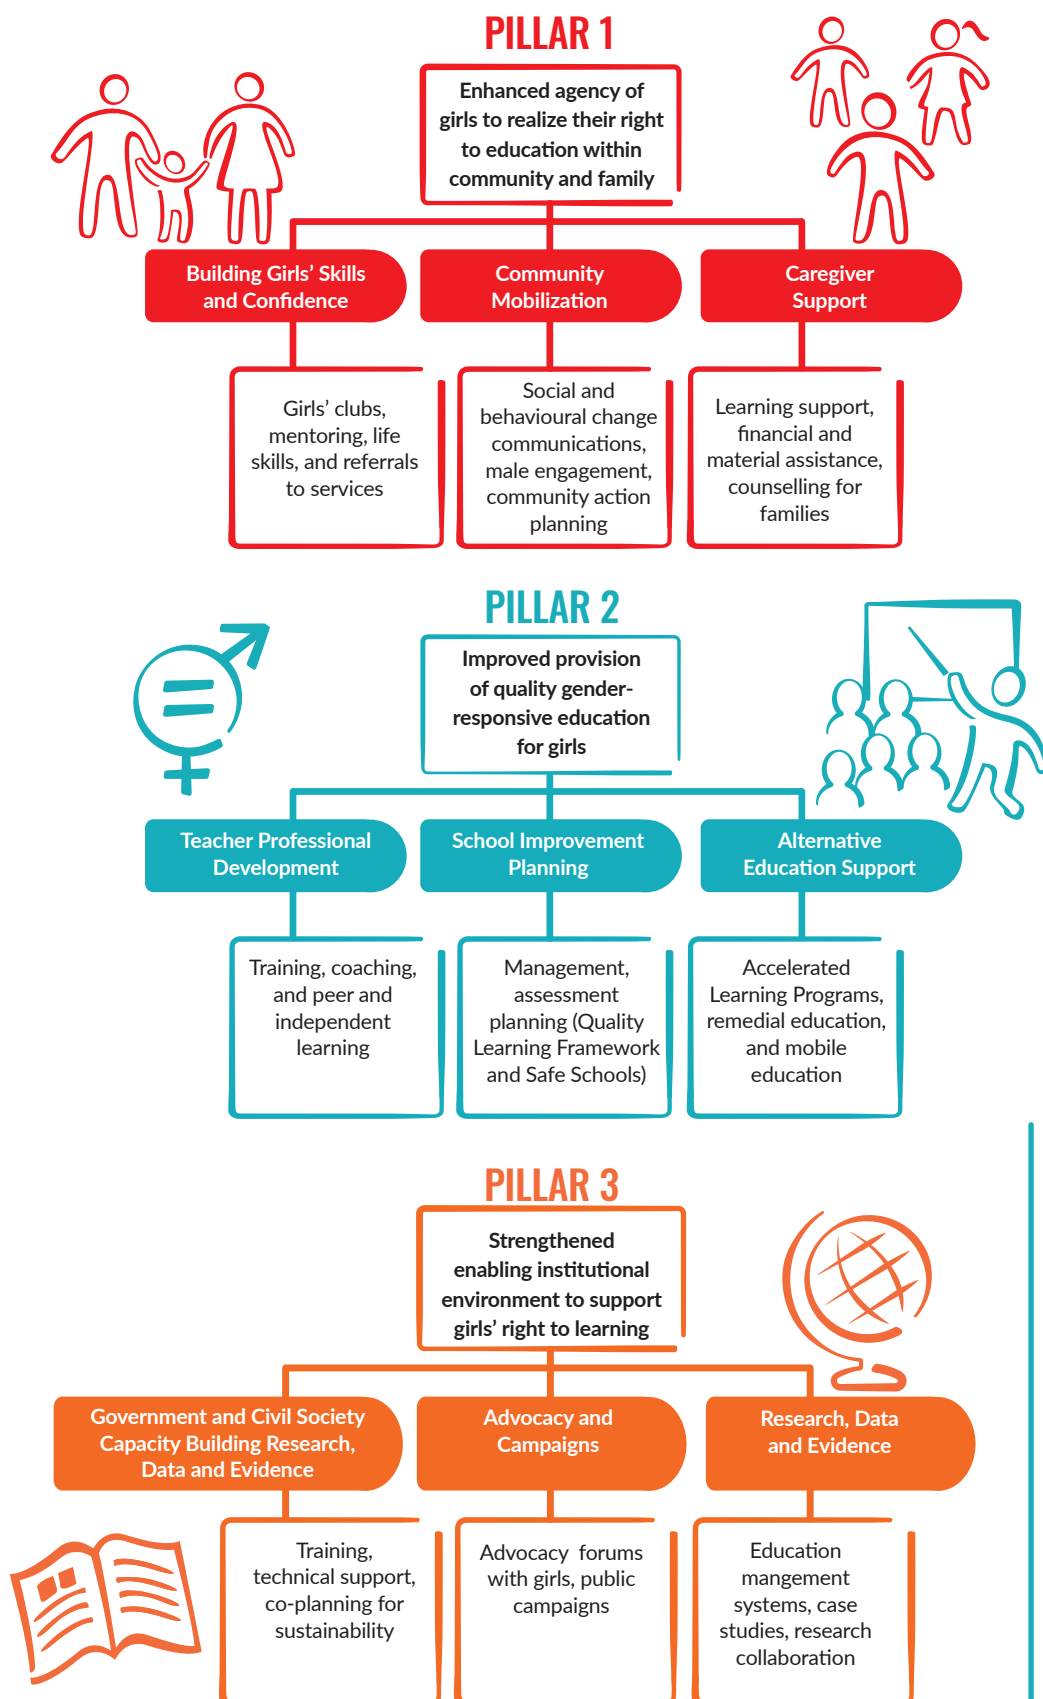 PILLAR 1
Enhanced agency of
girls to realize their right
to education within
community and family
Building Girls’ Skills
and Confidence
Community
Mobilization
Caregiver
Support
Girls’ clubs,
mentoring, life
skills, and referrals
to services
Social and
behavioural change
communications,
male engagement,
community action
planning
Learning support,
financial and
material assistance,
counselling for
families
PILLAR 2
Improved provision
of quality gender-
responsive education
for girls
Teacher Professional
Development
School Improvement
Planning
Alternative
Education Support
Training, coaching,
and peer and
independent
learning
Management,
assessment
planning (Quality
Learning Framework
and Safe Schools)
Accelerated
Learning Programs,
remedial education,
and mobile
education
PILLAR 3
Strengthened
enabling institutional
environment to support
girls’ right to learning
Government and Civil Society
Capacity Building Research,
Data and Evidence
Advocacy and
Campaigns
Research, Data
and Evidence
Training,
technical support,
co-planning for
sustainability
Advocacy forums
with girls, public
campaigns
Education
mangement
systems, case
studies, research
collaboration